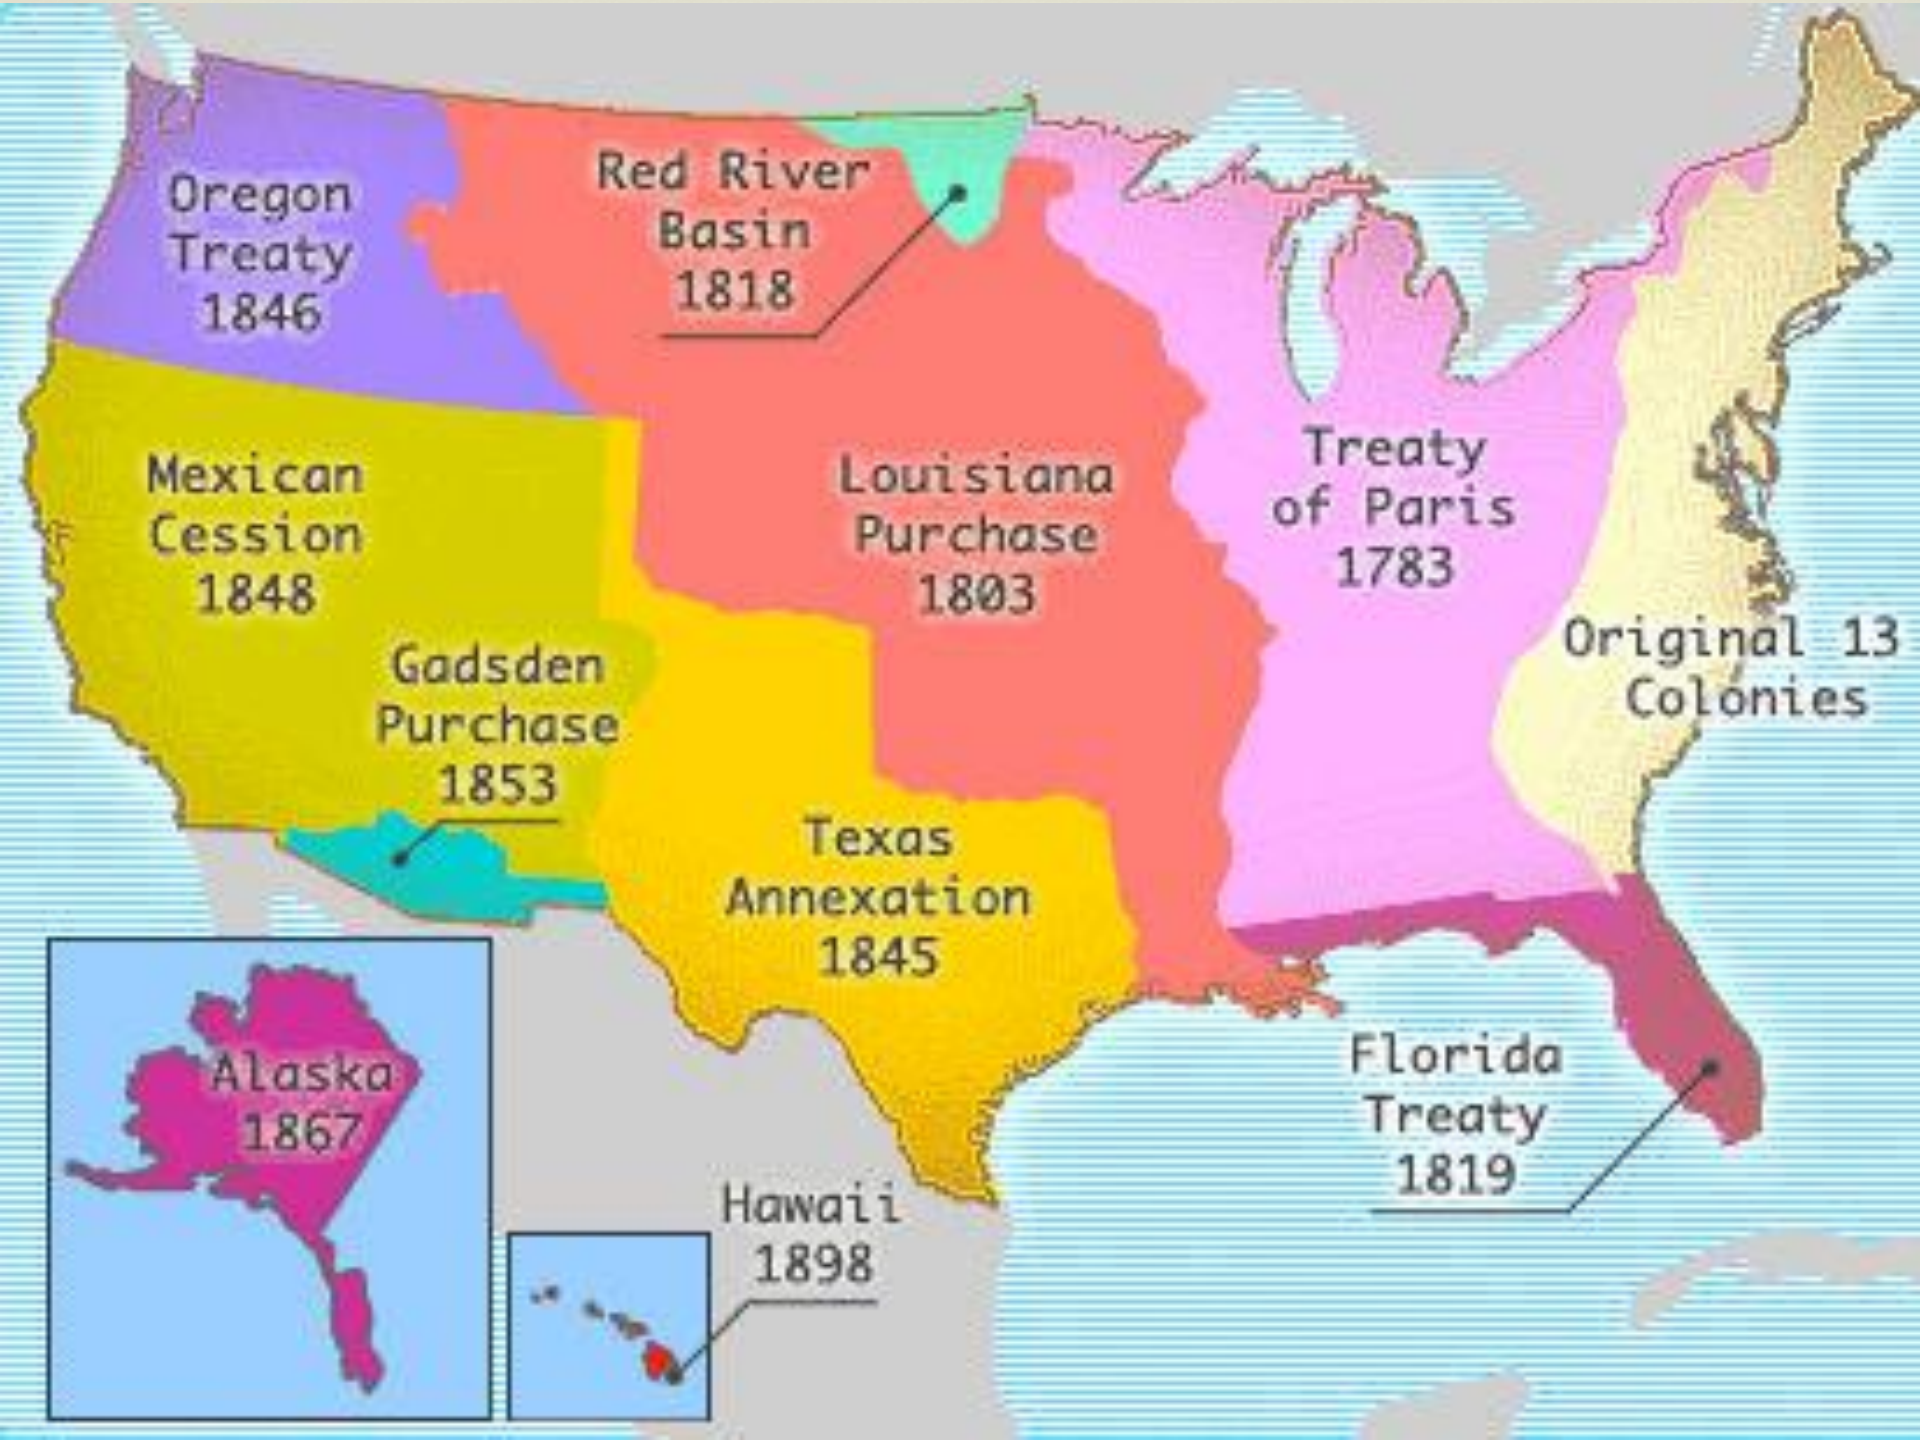 Oregon
Treaty
1846
Red River
Basin
1818
Mexican
Cession
1848
Gadsden
Purchase
1853
Louisiana
Purchase
1803
Treaty
of Paris
1783
Original 13
Colonies
Texas
Annexation
1845
Florida
Treaty
1819
Alaska
1867
Hawaii
1898